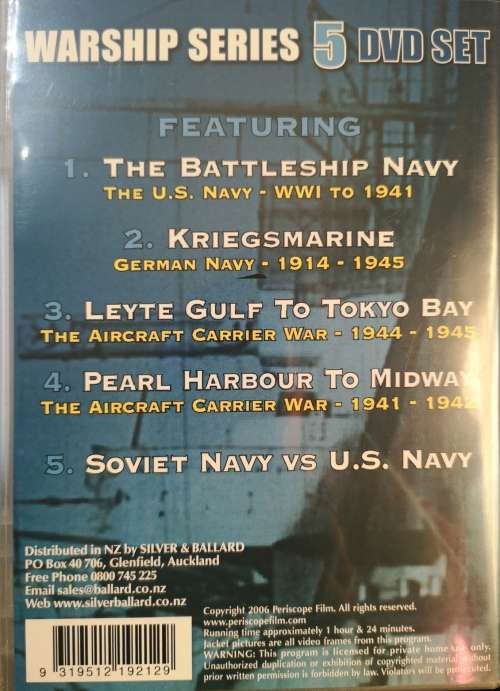 WARSHIP SERIES 5 DVD SET
FEATURING
1. THE BATTLESHIP NAVY
THE U.S. NAVY - WWI TO 1941
2. KRIEGSMARINE
GERMAN NAVY - 1914 - 1945
3. LEYTE GULF TO TOKYO BAY
THE AIRCRAFT CARRIER WAR - 1944 - 1945
4. PEARL HARBOUR TO MIDWAY
THE AIRCRAFT CARRIER WAR - 1941 - 1942
5. SOVIET NAVY VS U.S. NAVY
Distributed in NZ by SILVER & BALLARD
PO Box 40 706, Glenfield, Auckland
Free Phone 0800 745 225
Email sales@ballard.co.nz
Web www.silverballard.co.nz
Copyright 2006 Periscope Film. All rights reserved.
www.periscopefilm.com
Running time approximately 1 hour & 24 minutes.
Jacket pictures are all video frames from this program.
WARNING: This program is licensed for private home use only.
Unauthorized duplication or exhibition of copyrighted material without
prior written permission is forbidden by law. Violators will be
9 319512 192129